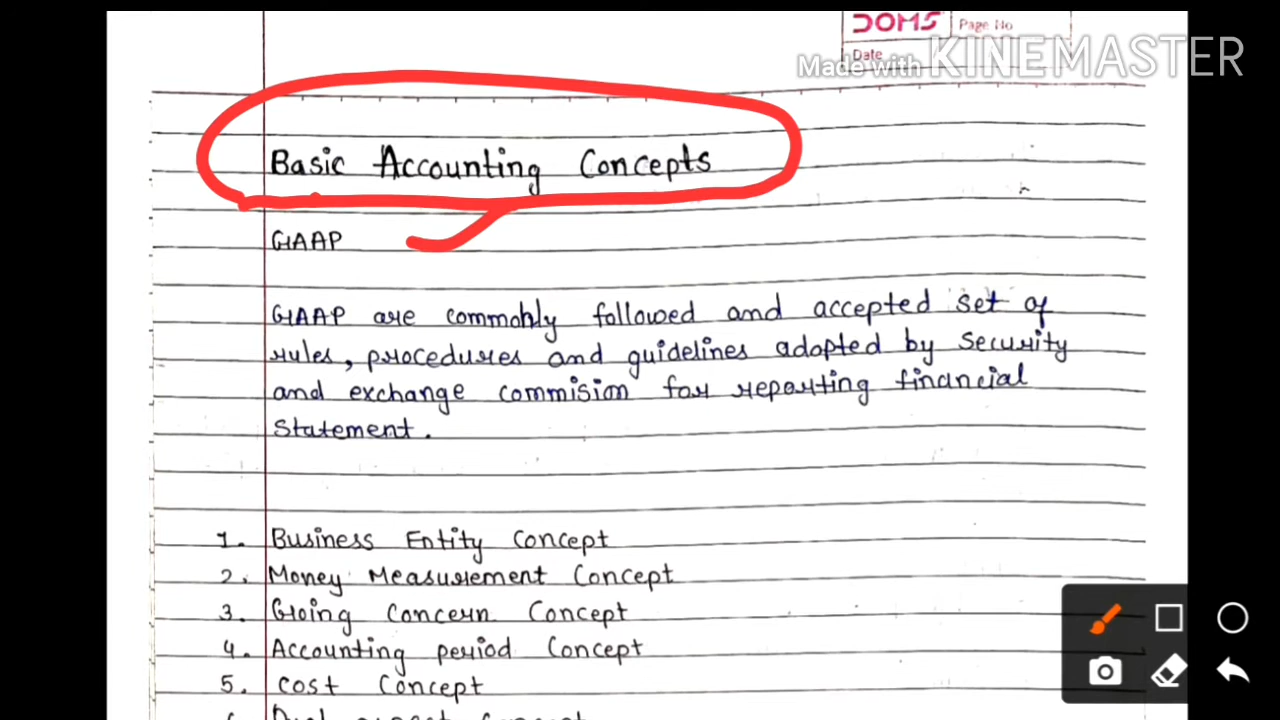 DOMS
Page No
Date
Made with KINEMASTER
Basic Accounting Concepts
GAAP
GAAP are commonly followed and accepted set of
rules, procedures and guidelines adopted by security
and exchange commision for reporting financial
statement.
1. Business Entity Concept
2. Money Measurement Concept
3. Going Concern Concept
4. Accounting period Concept
5. Cost Concept